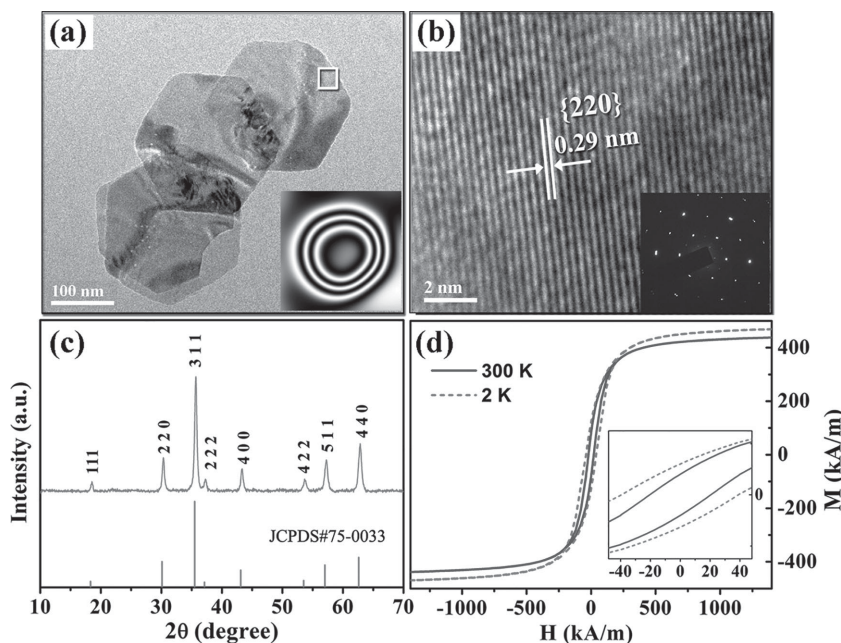 (a)
100 nm
(b)
{220}
0.29 nm
2 nm
(c)
Intensity (a.u.)
111
220
311
222
400
422
511
440
JCPDS#75-0033
10 20 30 40 50 60 70
2θ (degree)
(d)
300 K
2 K
400
200
0
-200
-400
M (kA/m)
0
-40 -20 0 20 40
-1000 -500 0 500 1000
H (kA/m)